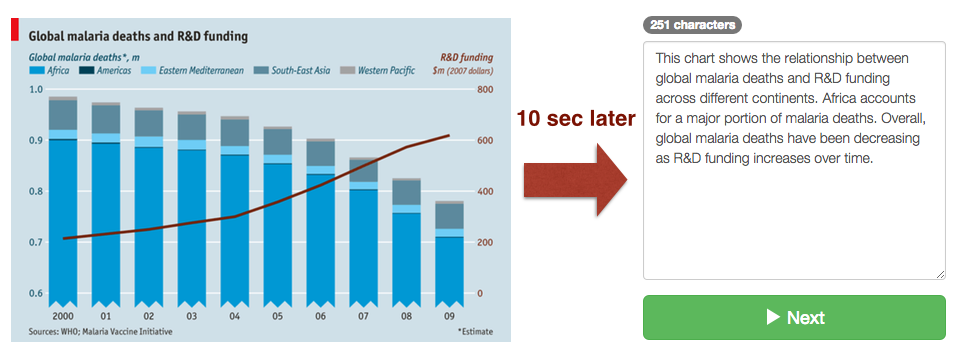 Global malaria deaths and R&D funding
Global malaria deaths*, m
R&D funding
Africa Americas Eastern Mediterranean South-East Asia Western Pacific
$m (2007 dollars)
1.0
0.9
0.8
0.7
0.6
800
600
400
200
0
2000 01 02 03 04 05 06 07 08 09
Sources: WHO; Malaria Vaccine Initiative
*Estimate
10 sec later
251 characters
This chart shows the relationship between
global malaria deaths and R&D funding
across different continents. Africa accounts
for a major portion of malaria deaths. Overall,
global malaria deaths have been decreasing
as R&D funding increases over time.
Next